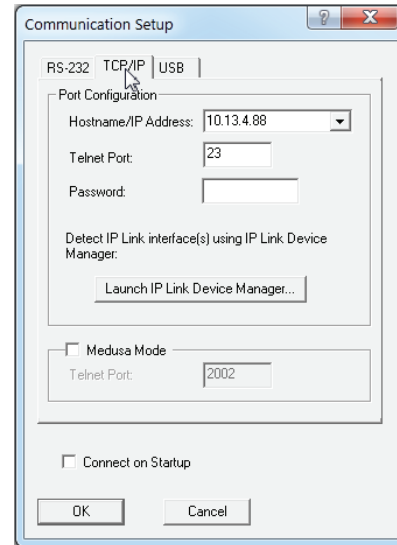 Communication Setup
? X
RS-232 TCP/IP USB
Port Configuration
Hostname/IP Address: 10.13.4.88
Telnet Port: 23
Password:
Detect IP Link interface(s) using IP Link Device
Manager:
Launch IP Link Device Manager...
Medusa Mode
Telnet Port: 2002
Connect on Startup
OK Cancel